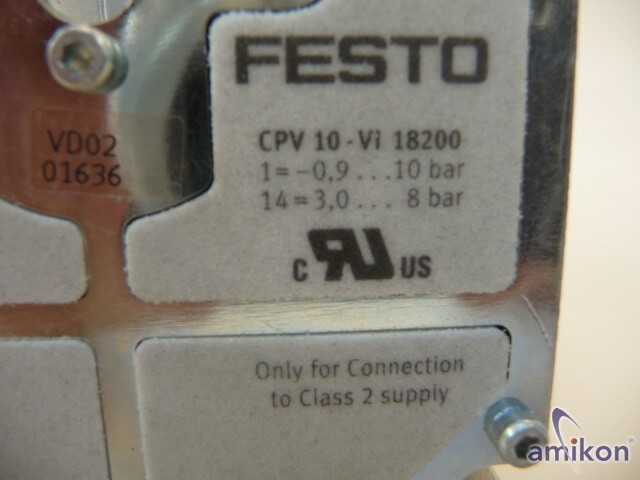 FESTO
VD02
01636
CPV 10-Vi 18200
1=-0,9...10 bar
14=3,0... 8 bar
C RU US
Only for Connection
to Class 2 supply
amikon